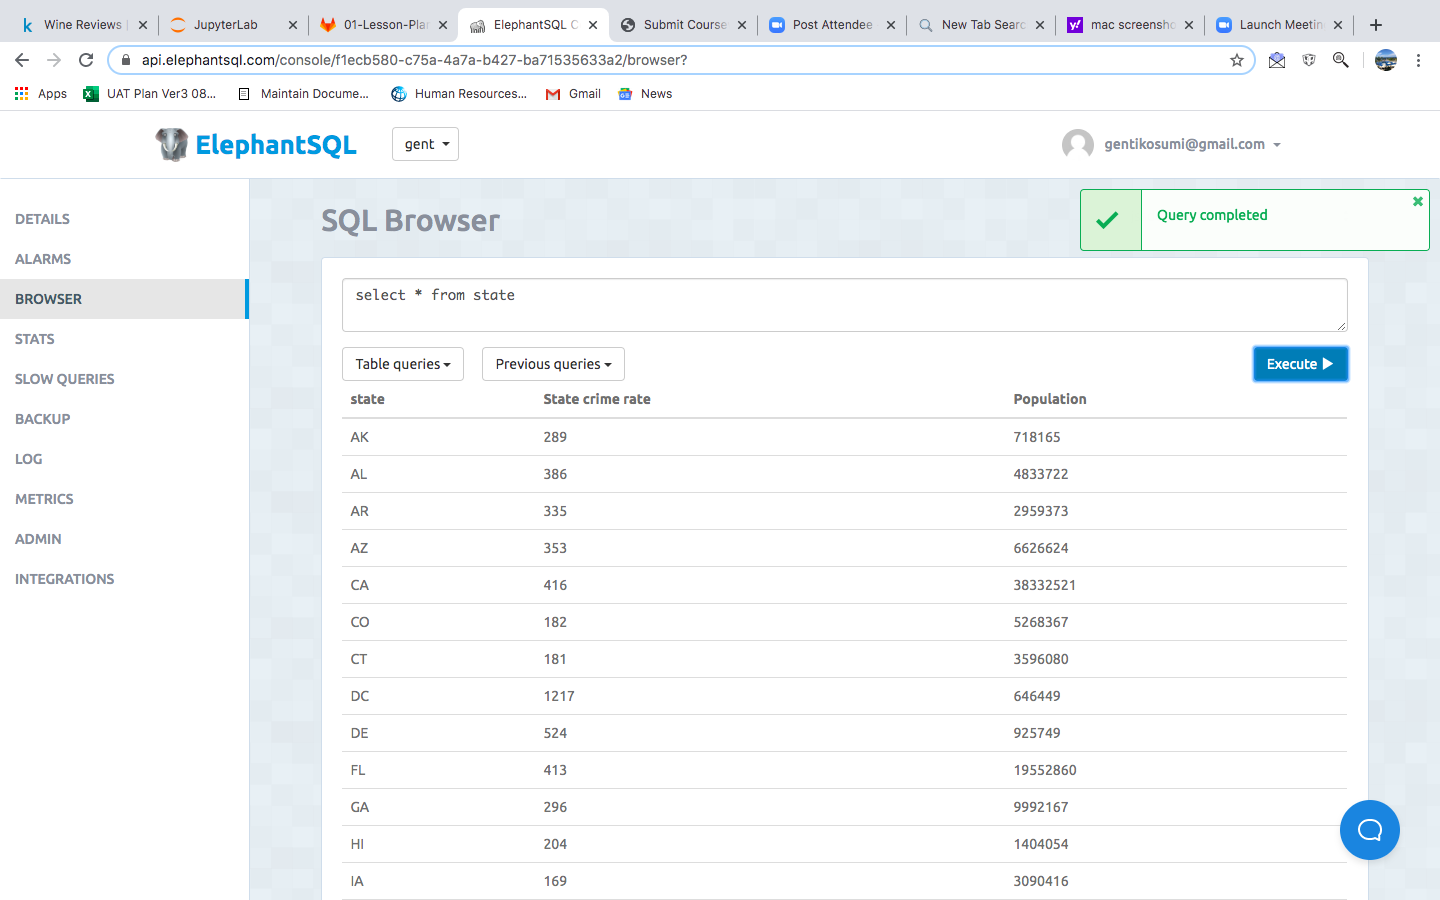 Wine Reviews
JupyterLab
01-Lesson-Plan
ElephantSQL C
Submit Course
Post Attendee
New Tab Searc
mac screensho
Launch Meetin
api.elephantsql.com/console/f1ecb580-c75a-4a7a-b427-ba71535633a2/browser?
Apps
UAT Plan Ver3 08...
Maintain Docume...
Human Resources...
Gmail
News
ElephantSQL
gent
gentikosumi@gmail.com
DETAILS
ALARMS
BROWSER
STATS
SLOW QUERIES
BACKUP
LOG
METRICS
ADMIN
INTEGRATIONS
SQL Browser
Query completed
select * from state
Table queries
Previous queries
Execute
state State crime rate Population
AK 289 718165
AL 386 4833722
AR 335 2959373
AZ 353 6626624
CA 416 38332521
CO 182 5268367
CT 181 3596080
DC 1217 646449
DE 524 925749
FL 413 19552860
GA 296 9992167
HI 204 1404054
IA 169 3090416